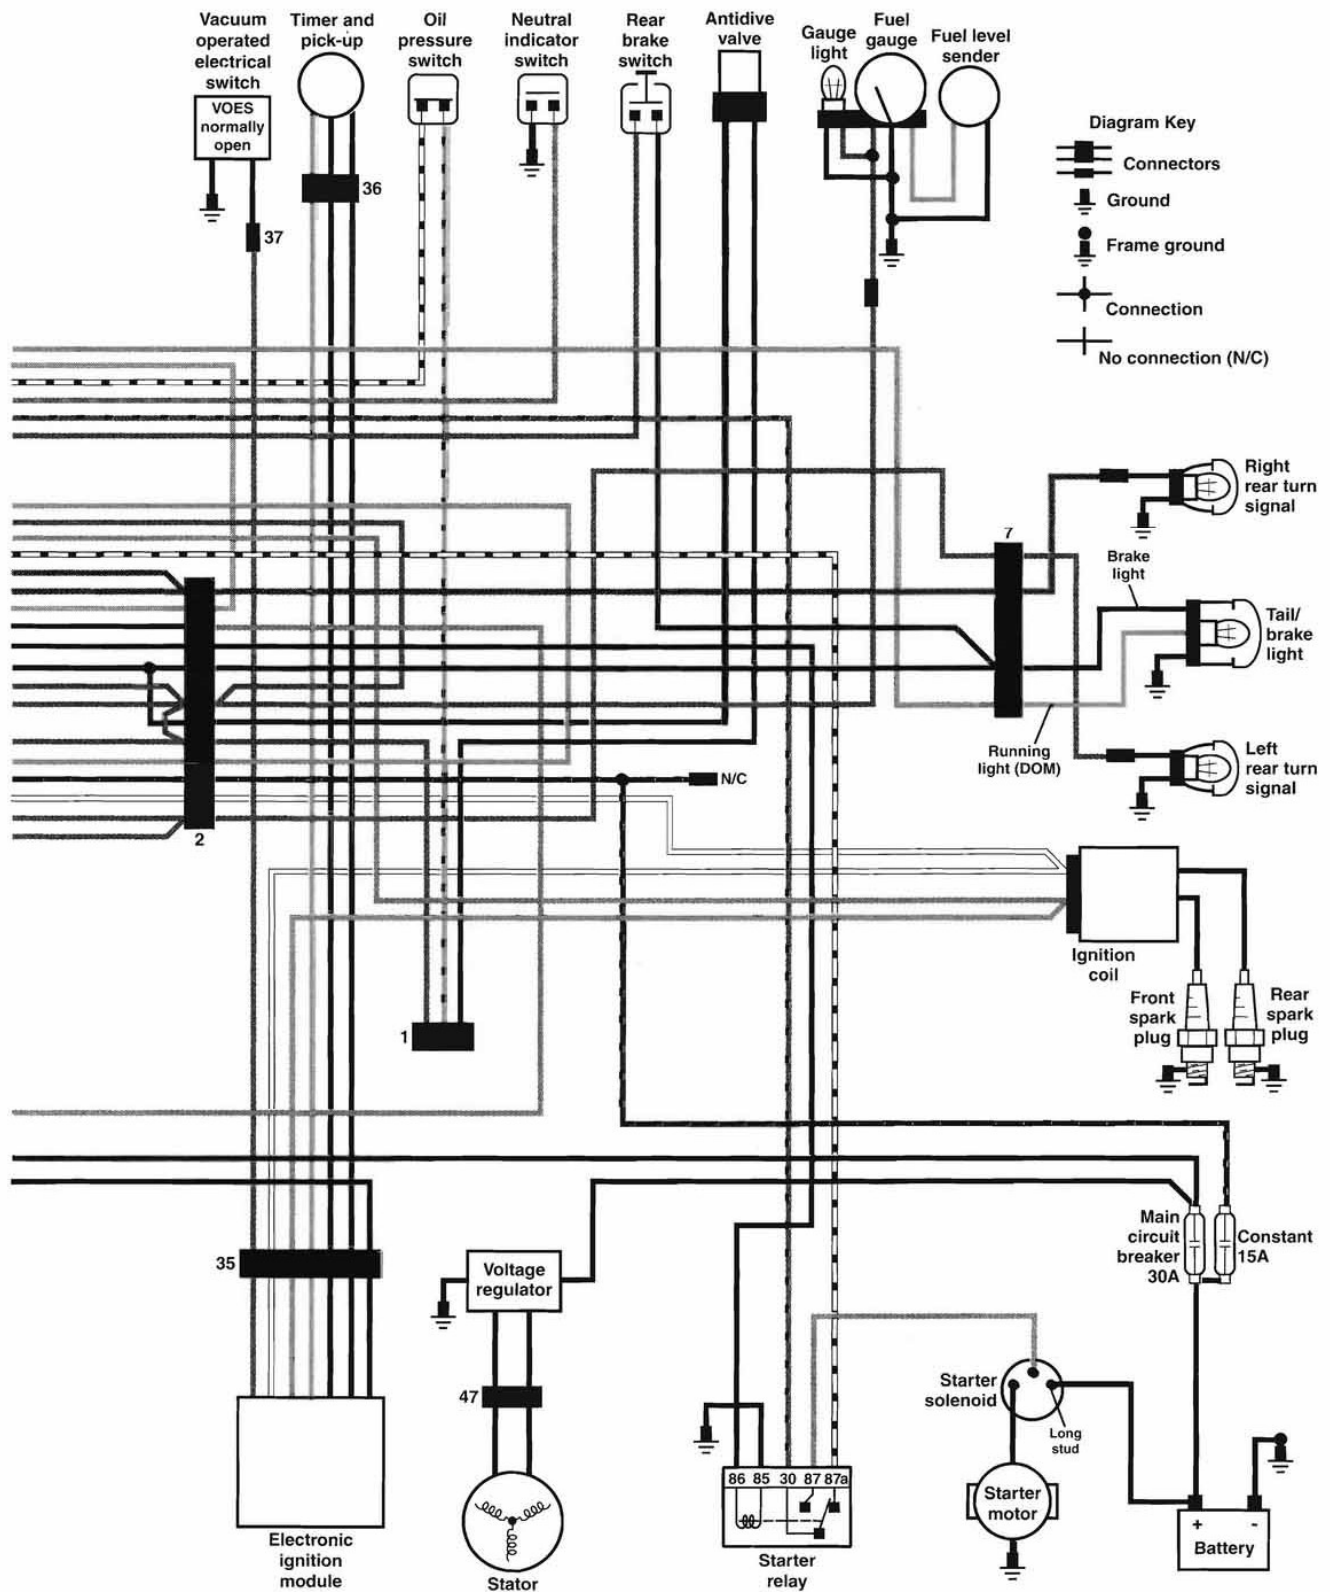 Vacuum
operated
electrical
switch
VOES
normally
open
Timer and
pick-up
Oil
pressure
switch
Neutral
indicator
switch
Rear
brake
switch
Antidive
valve
Gauge
light
Fuel
gauge
Fuel level
sender
Diagram Key
Connectors
Ground
Frame ground
Connection
No connection (N/C)
36
37
Right
rear turn
signal
7
Brake
light
Tail/
brake
light
Running
light (DOM)
Left
rear turn
signal
N/C
2
Ignition
coil
Front
spark
plug
Rear
spark
plug
1
Main
circuit
breaker
30A
Constant
15A
35
Voltage
regulator
47
Starter
solenoid
Long
stud
86 85 30 87 87a
Starter
motor
+ -
Battery
Electronic
ignition
module
Stator
Starter
relay